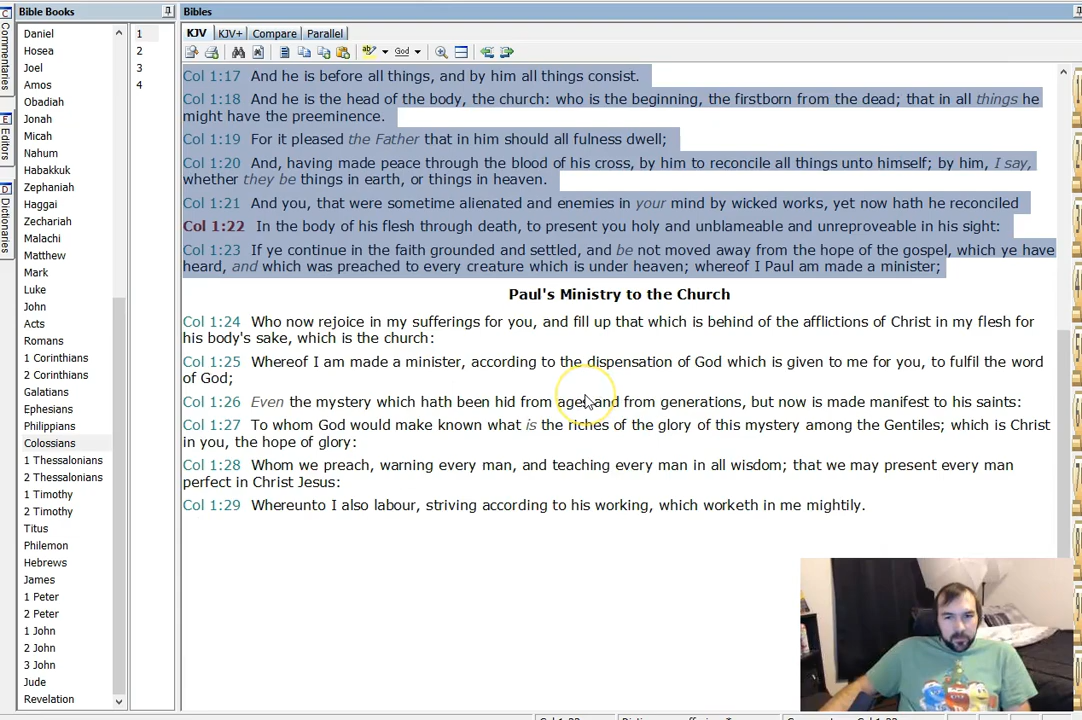 Bible Books
Bibles
Commentaries
Editors
Dictionaries
Daniel
Hosea
Joel
Amos
Obadiah
Jonah
Micah
Nahum
Habakkuk
Zephaniah
Haggai
Zechariah
Malachi
Matthew
Mark
Luke
John
Acts
Romans
1 Corinthians
2 Corinthians
Galatians
Ephesians
Philippians
Colossians
1 Thessalonians
2 Thessalonians
1 Timothy
2 Timothy
Titus
Philemon
Hebrews
James
1 Peter
2 Peter
1 John
2 John
3 John
Jude
Revelation
1
2
3
4
KJV KJV+ Compare Parallel
God
Col 1:17 And he is before all things, and by him all things consist.
Col 1:18 And he is the head of the body, the church: who is the beginning, the firstborn from the dead; that in all things he
might have the preeminence.
Col 1:19 For it pleased the Father that in him should all fulness dwell;
Col 1:20 And, having made peace through the blood of his cross, by him to reconcile all things unto himself; by him, I say,
whether they be things in earth, or things in heaven.
Col 1:21 And you, that were sometime alienated and enemies in your mind by wicked works, yet now hath he reconciled
Col 1:22 In the body of his flesh through death, to present you holy and unblameable and unreproveable in his sight:
Col 1:23 If ye continue in the faith grounded and settled, and be not moved away from the hope of the gospel, which ye have
heard, and which was preached to every creature which is under heaven; whereof I Paul am made a minister;
Paul's Ministry to the Church
Col 1:24 Who now rejoice in my sufferings for you, and fill up that which is behind of the afflictions of Christ in my flesh for
his body's sake, which is the church:
Col 1:25 Whereof I am made a minister, according to the dispensation of God which is given to me for you, to fulfil the word
of God;
Col 1:26 Even the mystery which hath been hid from ages and from generations, but now is made manifest to his saints:
Col 1:27 To whom God would make known what is the riches of the glory of this mystery among the Gentiles; which is Christ
in you, the hope of glory:
Col 1:28 Whom we preach, warning every man, and teaching every man in all wisdom; that we may present every man
perfect in Christ Jesus:
Col 1:29 Whereunto I also labour, striving according to his working, which worketh in me mightily.